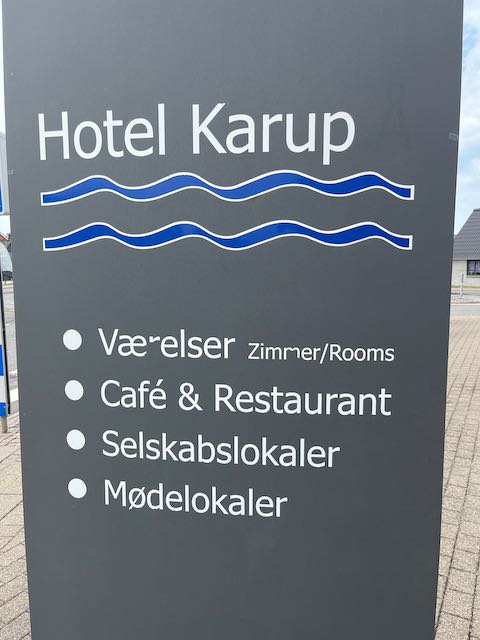 Hotel Karup
• Værelser Zimmer/Rooms
• Café & Restaurant
• Selskabslokaler
• Mødelokaler